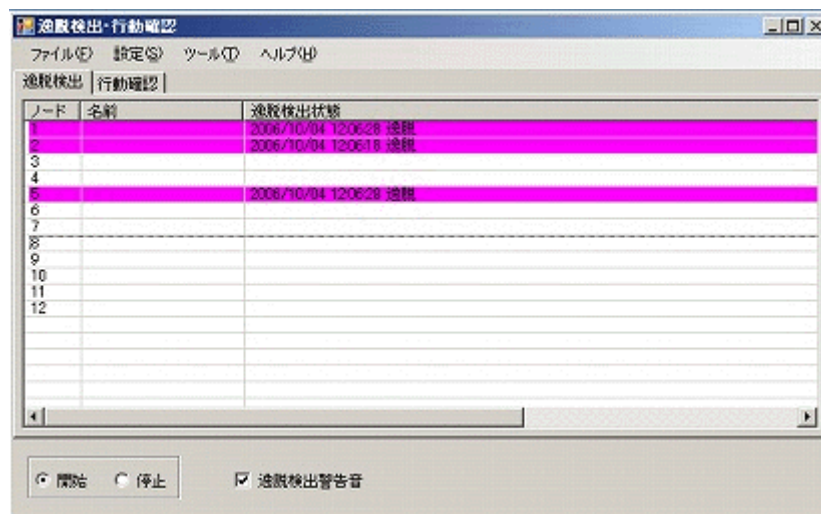 逸脱検出・行動確認
ファイル(F) 設定(S) ツール(T) ヘルプ(H)
逸脱検出 行動確認
ノード 名前 逸脱検出状態
1 2006/10/04 12:06:28 逸脱
2 2006/10/04 12:06:18 逸脱
3
4
5 2006/10/04 12:06:28 逸脱
6
7
8
9
10
11
12
開始 停止 逸脱検出警告音